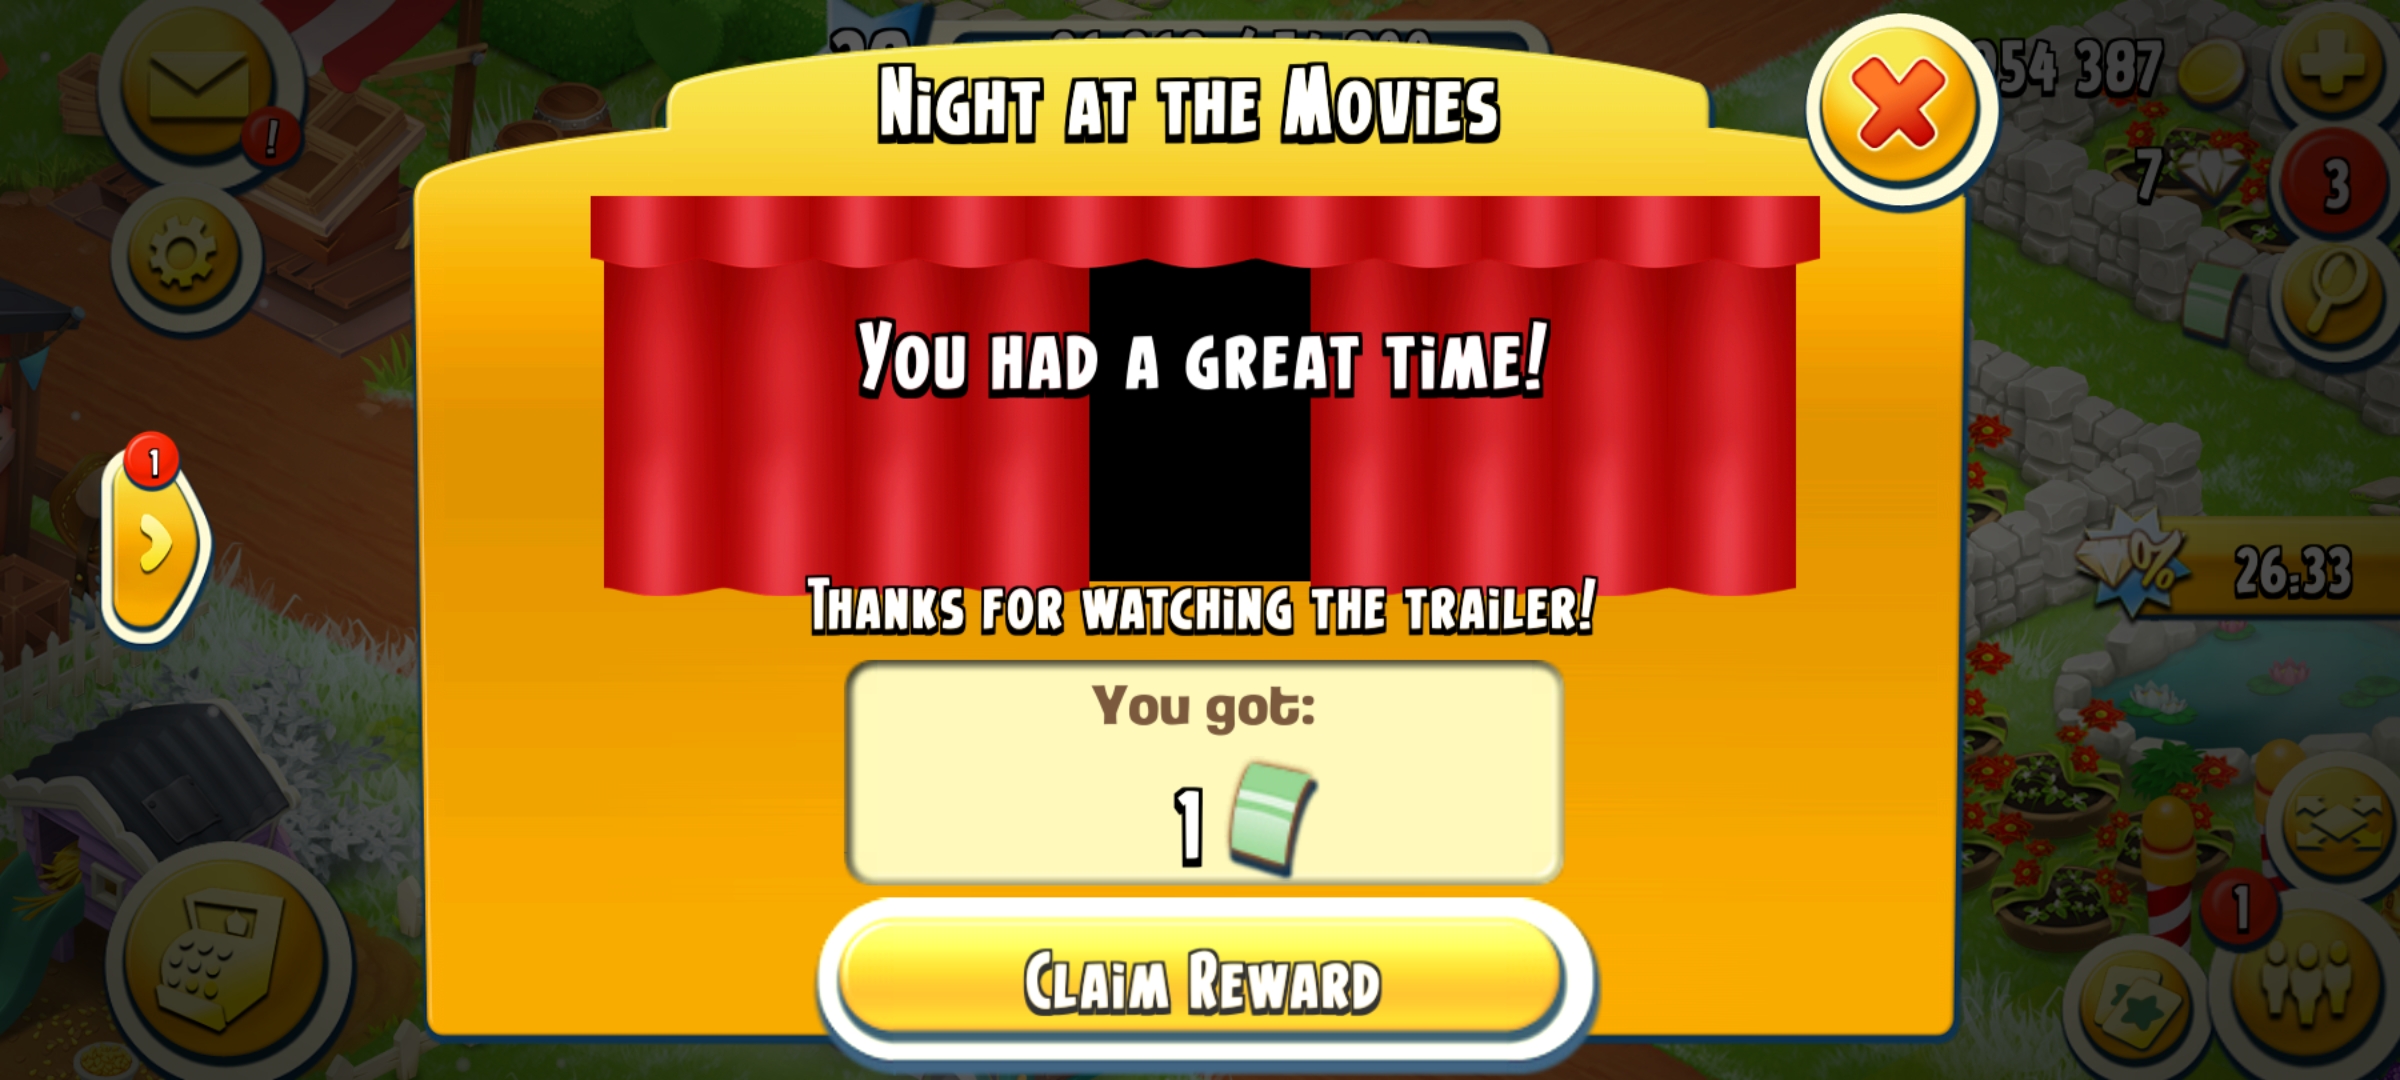 Night at the Movies
54 387
7
3
You had a great time!
1
26:33
Thanks for watching the trailer!
You got:
1
1
Claim Reward